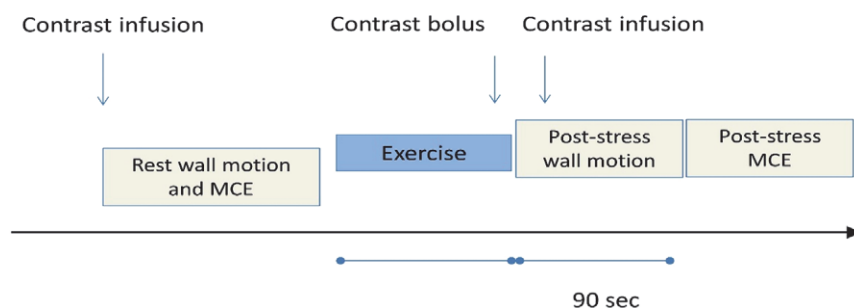 Contrast infusion
Contrast bolus
Contrast infusion
Rest wall motion
and MCE
Exercise
Post-stress
wall motion
Post-stress
MCE
90 sec